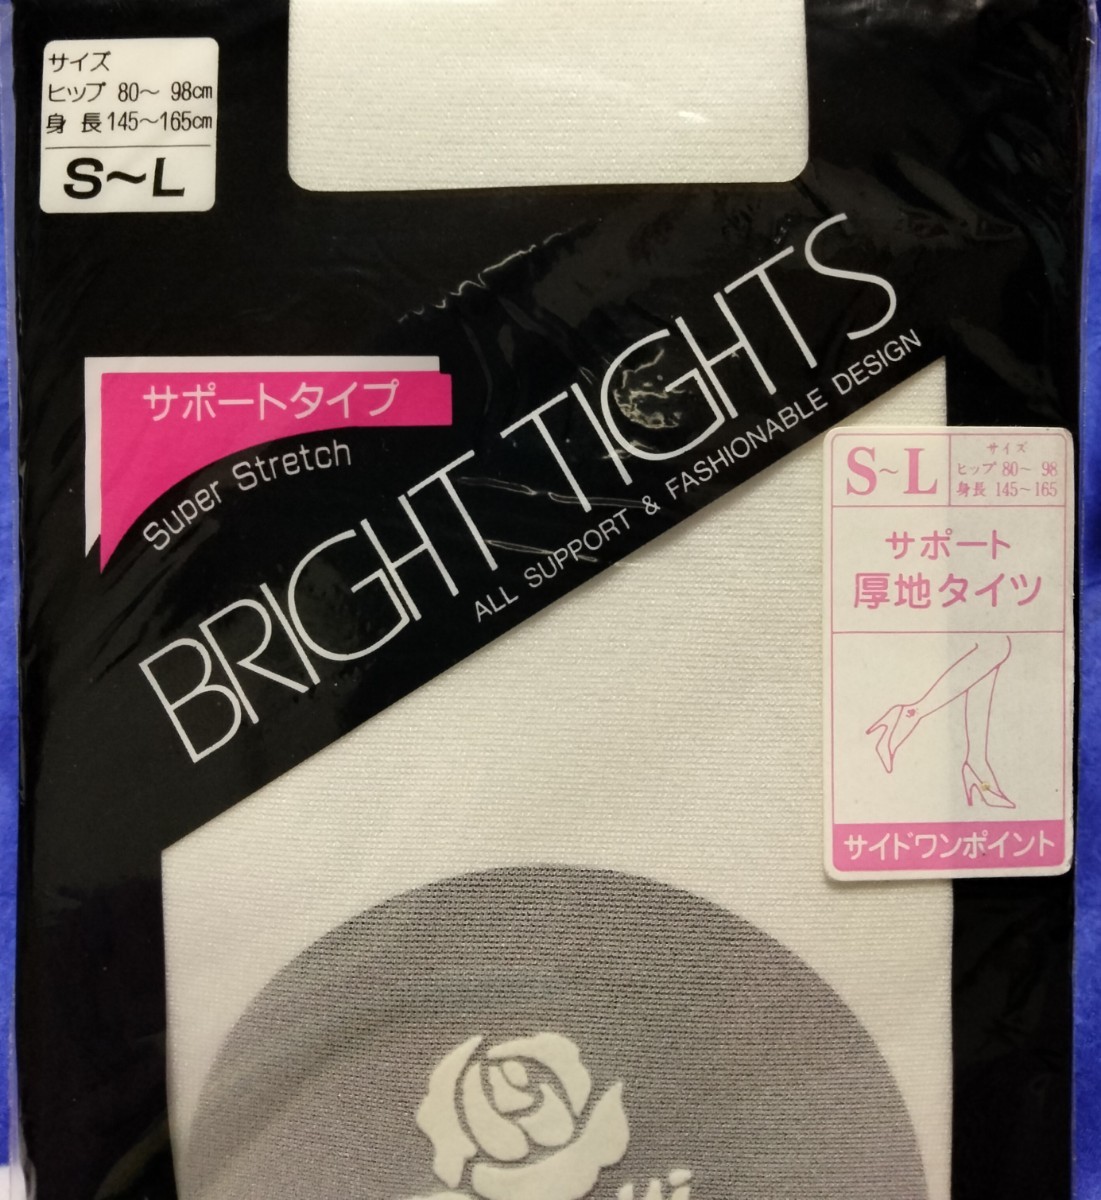 サイズ
ヒップ 80～ 98cm
身 長 145～165cm
S～L
サポートタイプ
Super Stretch
BRIGHT TIGHTS
ALL SUPPORT & FASHIONABLE DESIGN
S～L
サイズ
ヒップ 80～ 98
身長 145～165
サポート
厚地タイツ
サイドワンポイント